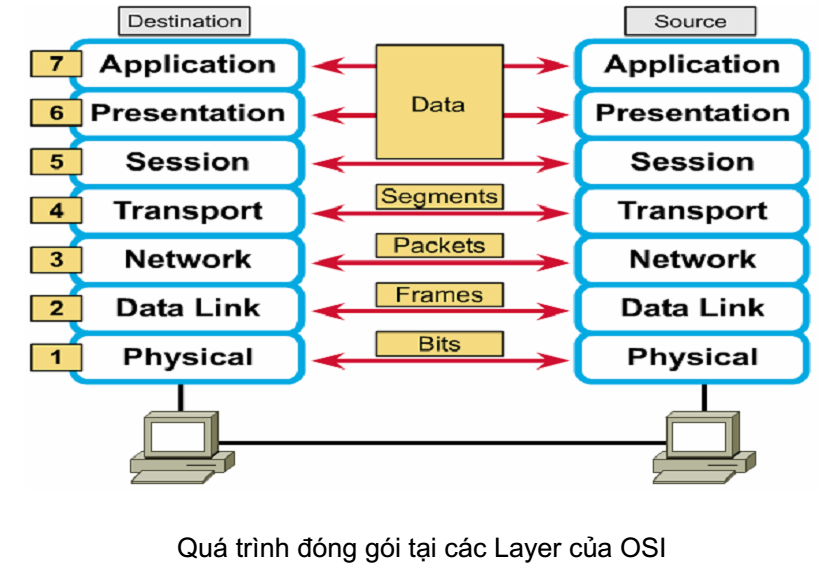 Destination
Source
7 Application Data Application
6 Presentation Presentation
5 Session Session
4 Transport Segments Transport
3 Network Packets Network
2 Data Link Frames Data Link
1 Physical Bits Physical
Quá trình đóng gói tại các Layer của OSI